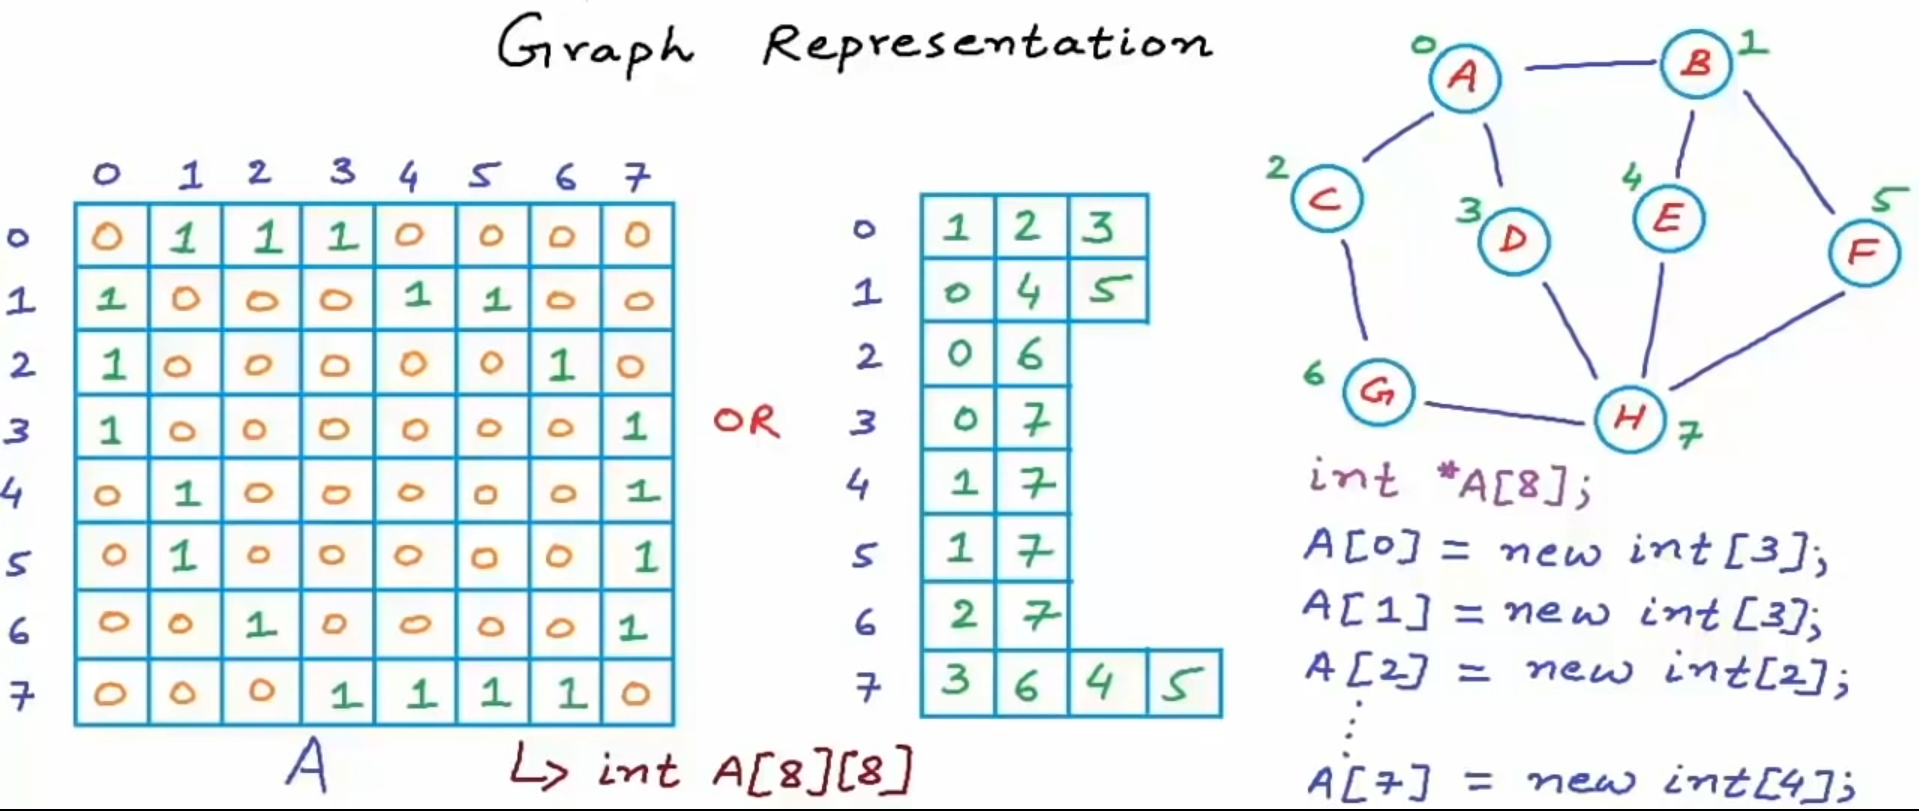 Graph Representation
0 1 2 3 4 5 6 7
0 0 1 1 1 0 0 0 0
1 1 0 0 0 1 1 0 0
2 1 0 0 0 0 0 1 0
3 1 0 0 0 0 0 0 1
4 0 1 0 0 0 0 0 1
5 0 1 0 0 0 0 0 1
6 0 0 1 0 0 0 0 1
7 0 0 0 1 1 1 1 0
A
↳ int A[8][8]
OR
0 1 2 3
1 0 4 5
2 0 6
3 0 7
4 1 7
5 1 7
6 2 7
7 3 6 4 5
0 A
B 1
2 C
3 D
4 E
5 F
6 G
H 7
int *A[8];
A[0] = new int[3];
A[1] = new int[3];
A[2] = new int[2];
A[7] = new int[4];